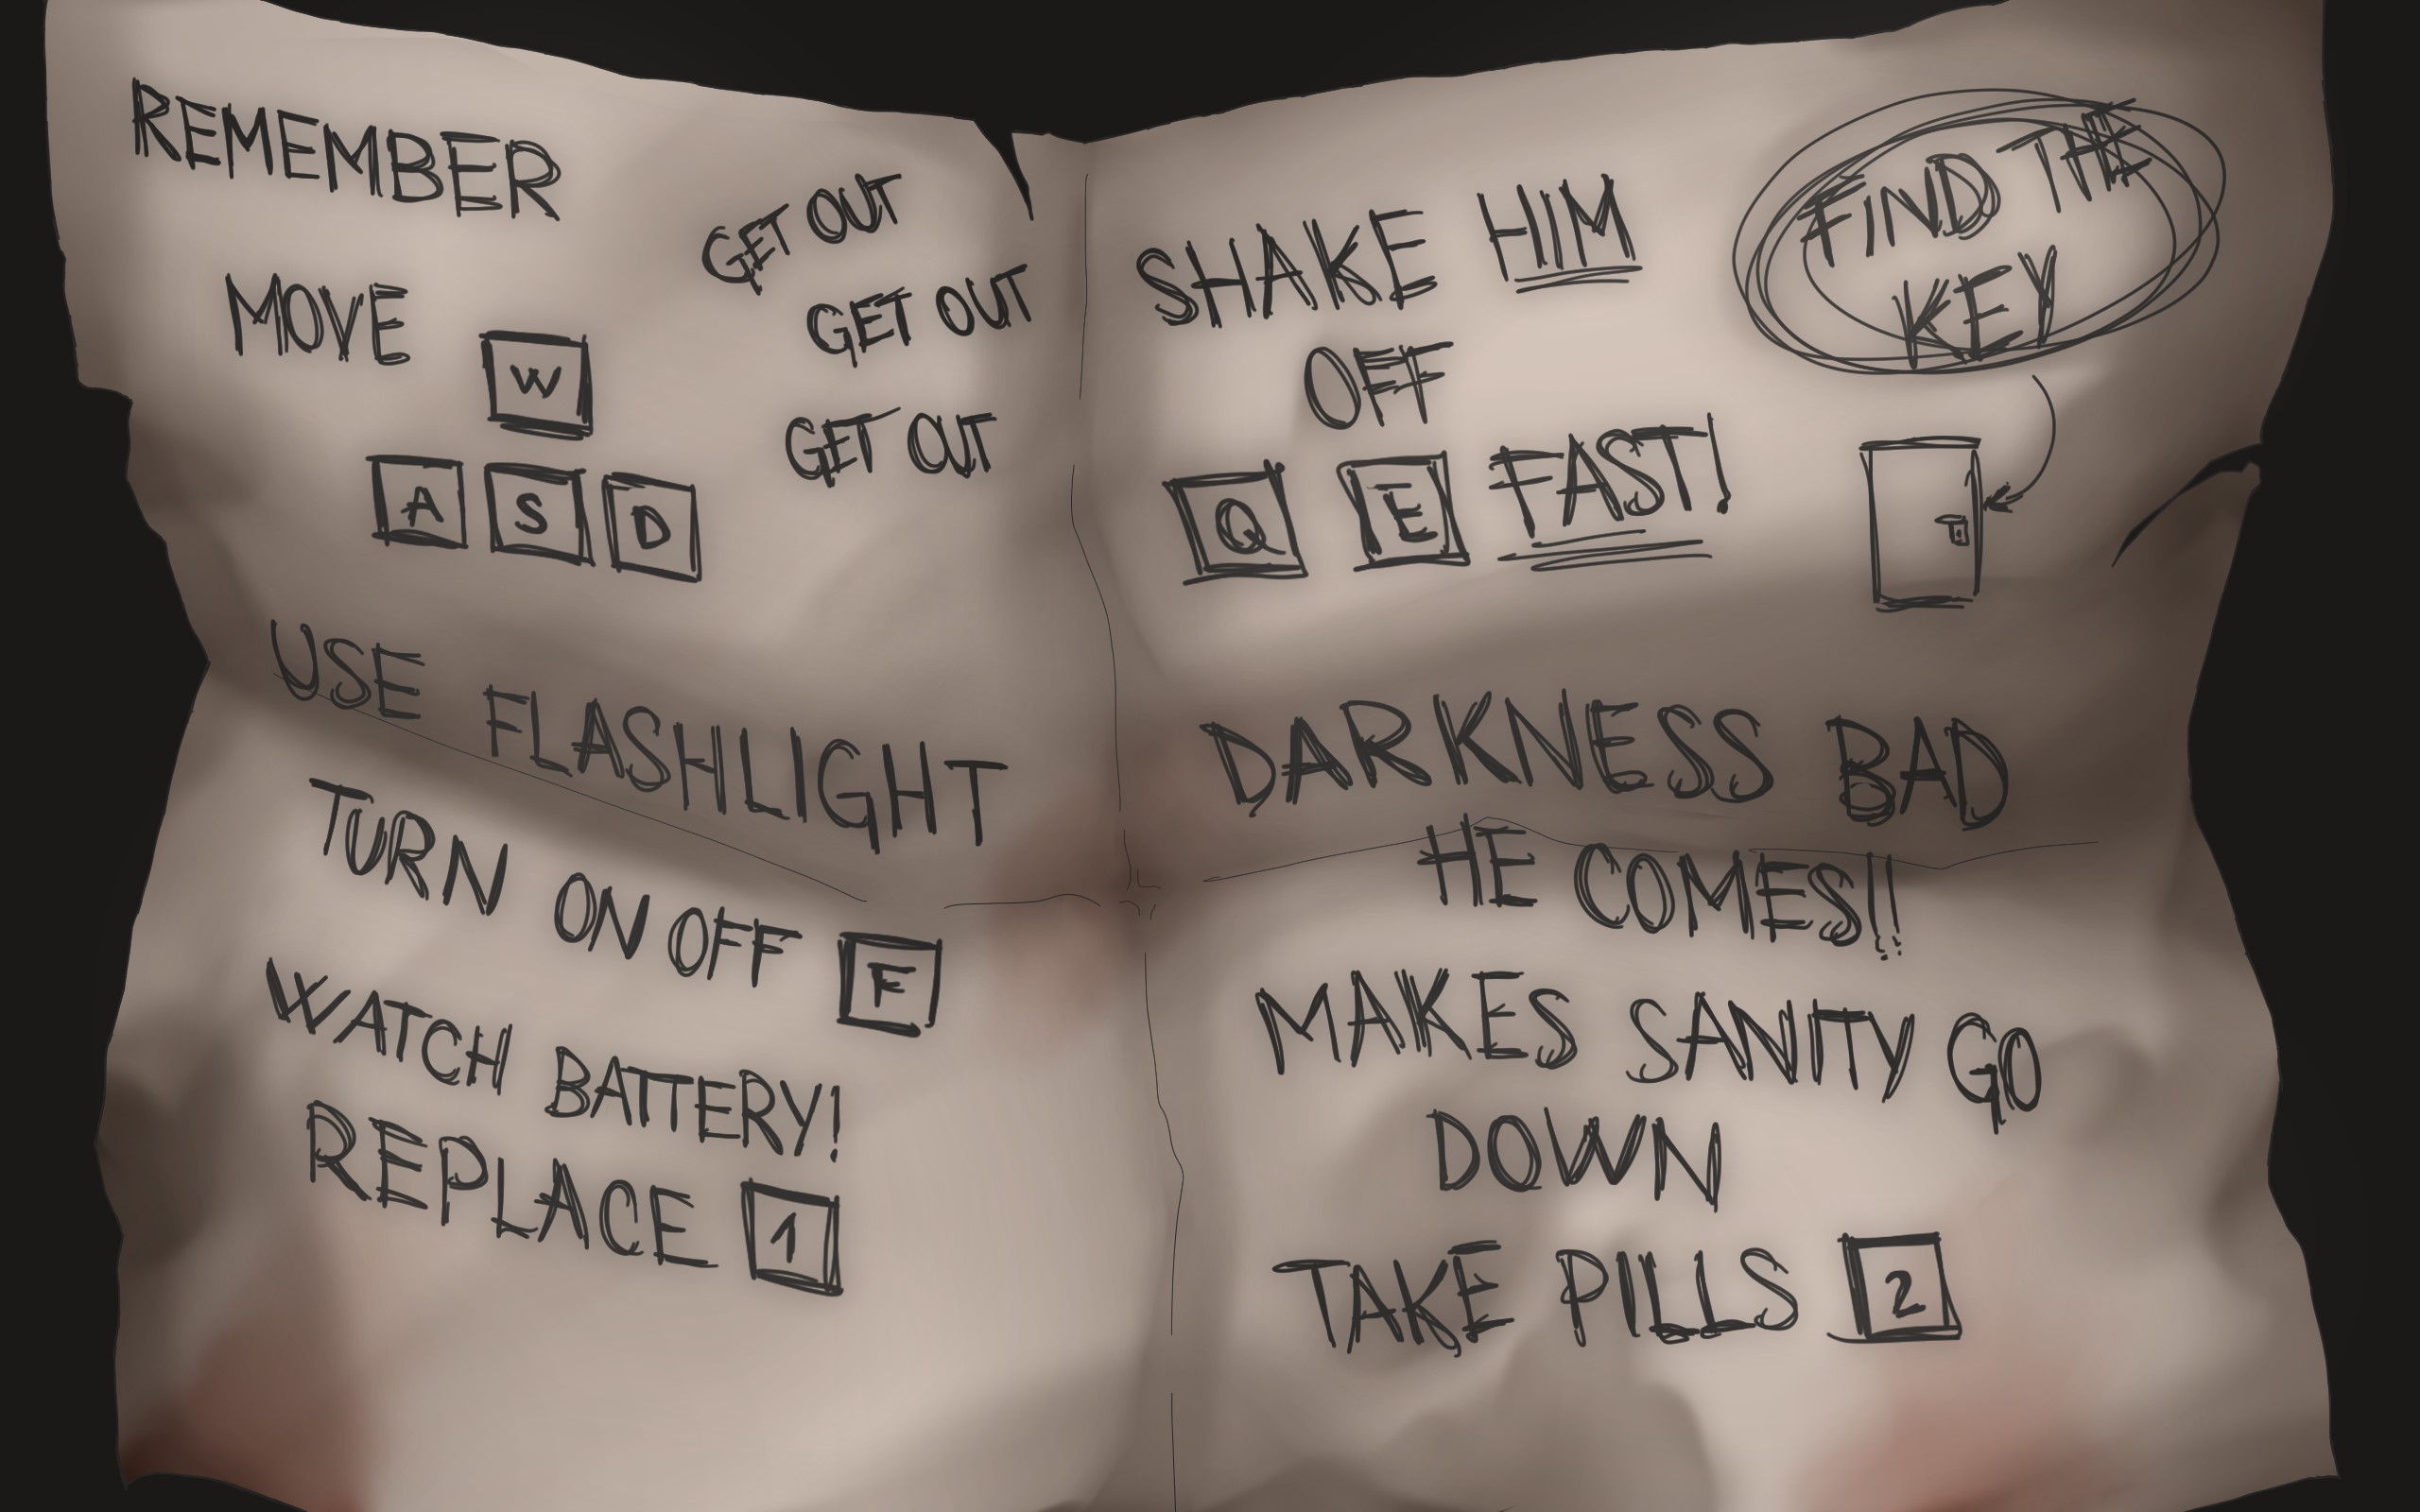 REMEMBER
MOVE
W
A S D
GET OUT
GET OUT
GET OUT
USE FLASHLIGHT
TURN ON OFF F
WATCH BATTERY!
REPLACE 1
SHAKE HIM
OFF
Q E FAST!
FIND THE
KEY
DARKNESS BAD
HE COMES!!
MAKES SANITY GO
DOWN
TAKE PILLS 2